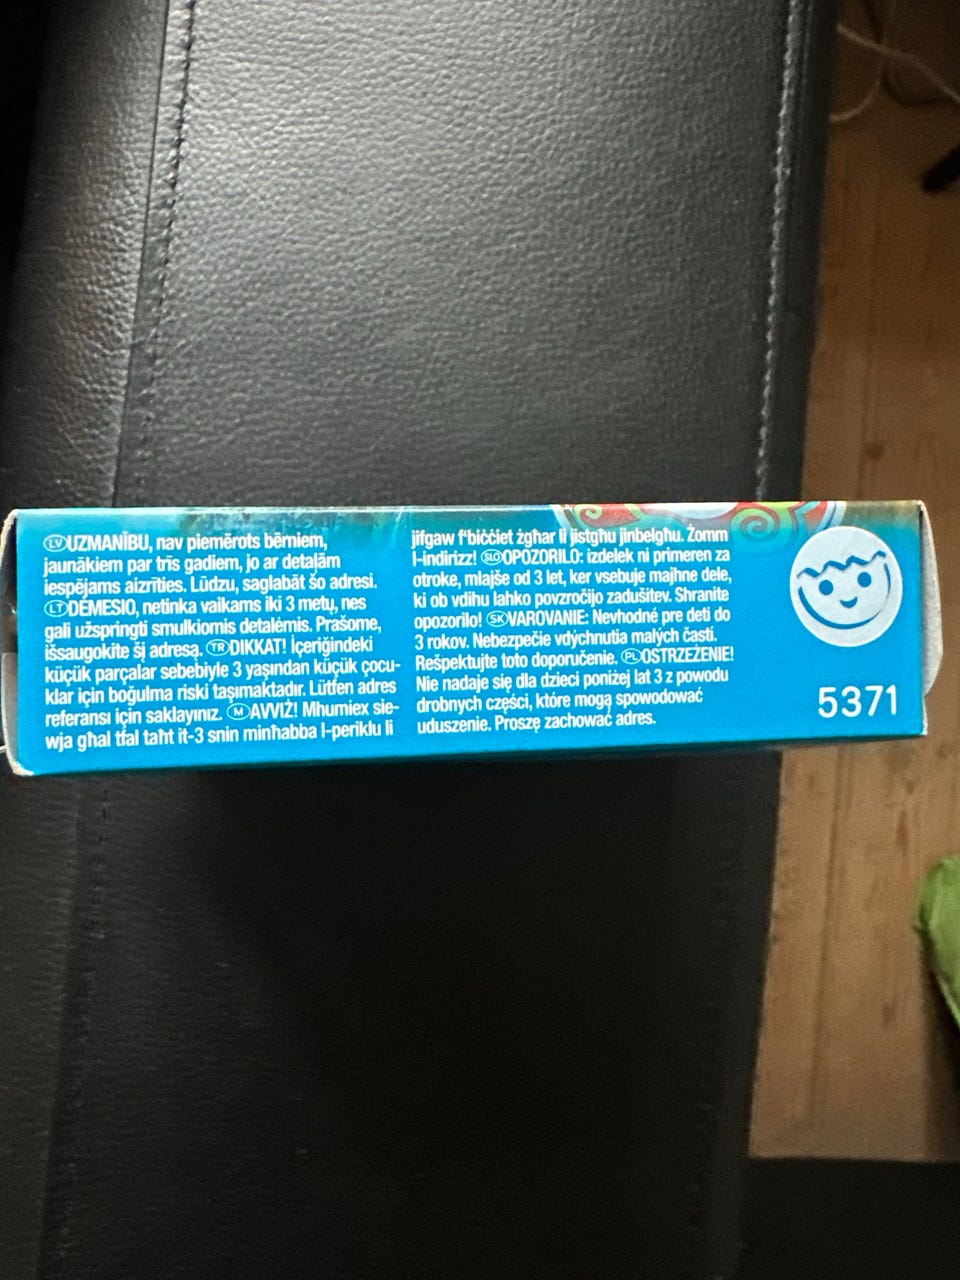 LV UZMANĪBU, nav piemērots bērniem,
jaunākiem par trīs gadiem, jo ar detaļām
iespējams aizrīties. Lūdzu, saglabāt šo adresi.
LT DĖMESIO, netinka vaikams iki 3 metų, nes
gali užspringti smulkiomis detalėmis. Prašome,
išsaugokite šį adresą. TR DIKKAT! İçeriğindeki
küçük parçalar sebebiyle 3 yaşından küçük çocu-
klar için boğulma riski taşımaktadır. Lütfen adres
referansı için saklayınız. M AVVIŻ! Mhumiex sie-
wja għal tfal taħt it-3 snin minħabba l-periklu li
jifgaw f'biċċiet żgħar li jistgħu jinbelgħu. Żomm
l-indirizz! SLO OPOZORILO: izdelek ni primeren za
otroke, mlajše od 3 let, ker vsebuje majhne dele,
ki ob vdihu lahko povzročijo zadušitev. Shranite
opozorilo! SK VAROVANIE: Nevhodné pre deti do
3 rokov. Nebezpečie vdýchnutia malých častí.
Rešpektujte toto doporučenie. PL OSTRZEŻENIE!
Nie nadaje się dla dzieci poniżej lat 3 z powodu
drobnych części, które mogą spowodować
uduszenie. Proszę zachować adres.
5371